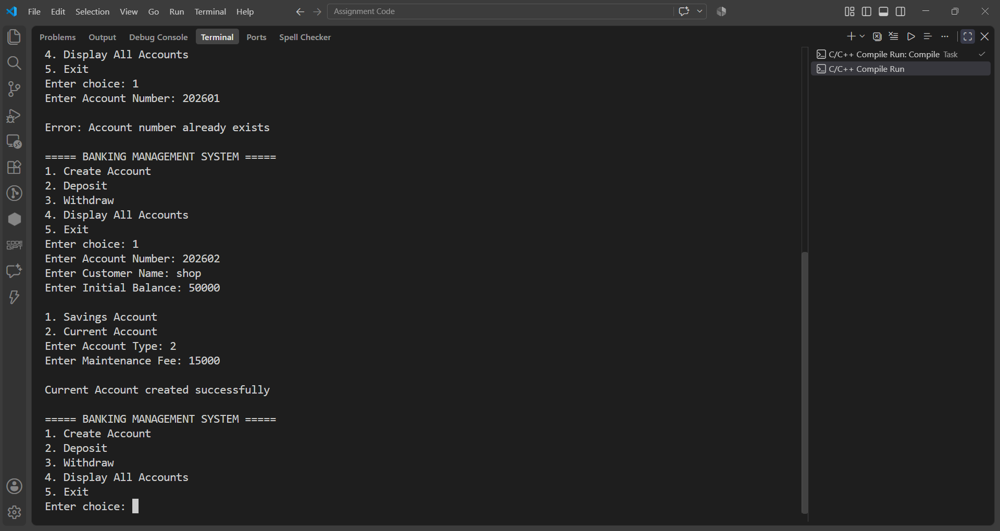 File Edit Selection View Go Run Terminal Help
Assignment Code
Problems Output Debug Console Terminal Ports Spell Checker
4. Display All Accounts
5. Exit
Enter choice: 1
Enter Account Number: 202601
Error: Account number already exists
===== BANKING MANAGEMENT SYSTEM =====
1. Create Account
2. Deposit
3. Withdraw
4. Display All Accounts
5. Exit
Enter choice: 1
Enter Account Number: 202602
Enter Customer Name: shop
Enter Initial Balance: 50000
1. Savings Account
2. Current Account
Enter Account Type: 2
Enter Maintenance Fee: 15000
Current Account created successfully
===== BANKING MANAGEMENT SYSTEM =====
1. Create Account
2. Deposit
3. Withdraw
4. Display All Accounts
5. Exit
Enter choice:
C/C++ Compile Run: Compile Task
C/C++ Compile Run
CODE
GPT